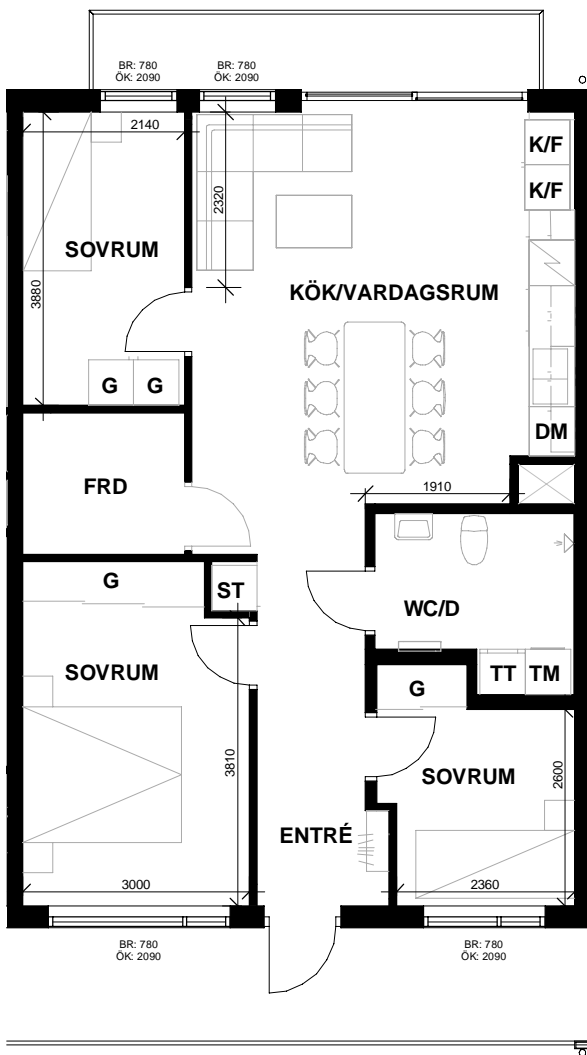 BR: 780
ÖK: 2090
BR: 780
ÖK: 2090
2140
K/F
K/F
2320
SOVRUM
3880
KÖK/VARDAGSRUM
G
G
DM
FRD
1910
G
ST
WC/D
SOVRUM
TT
TM
G
3810
SOVRUM
2600
ENTRÉ
3000
2360
BR: 780
ÖK: 2090
BR: 780
ÖK: 2090